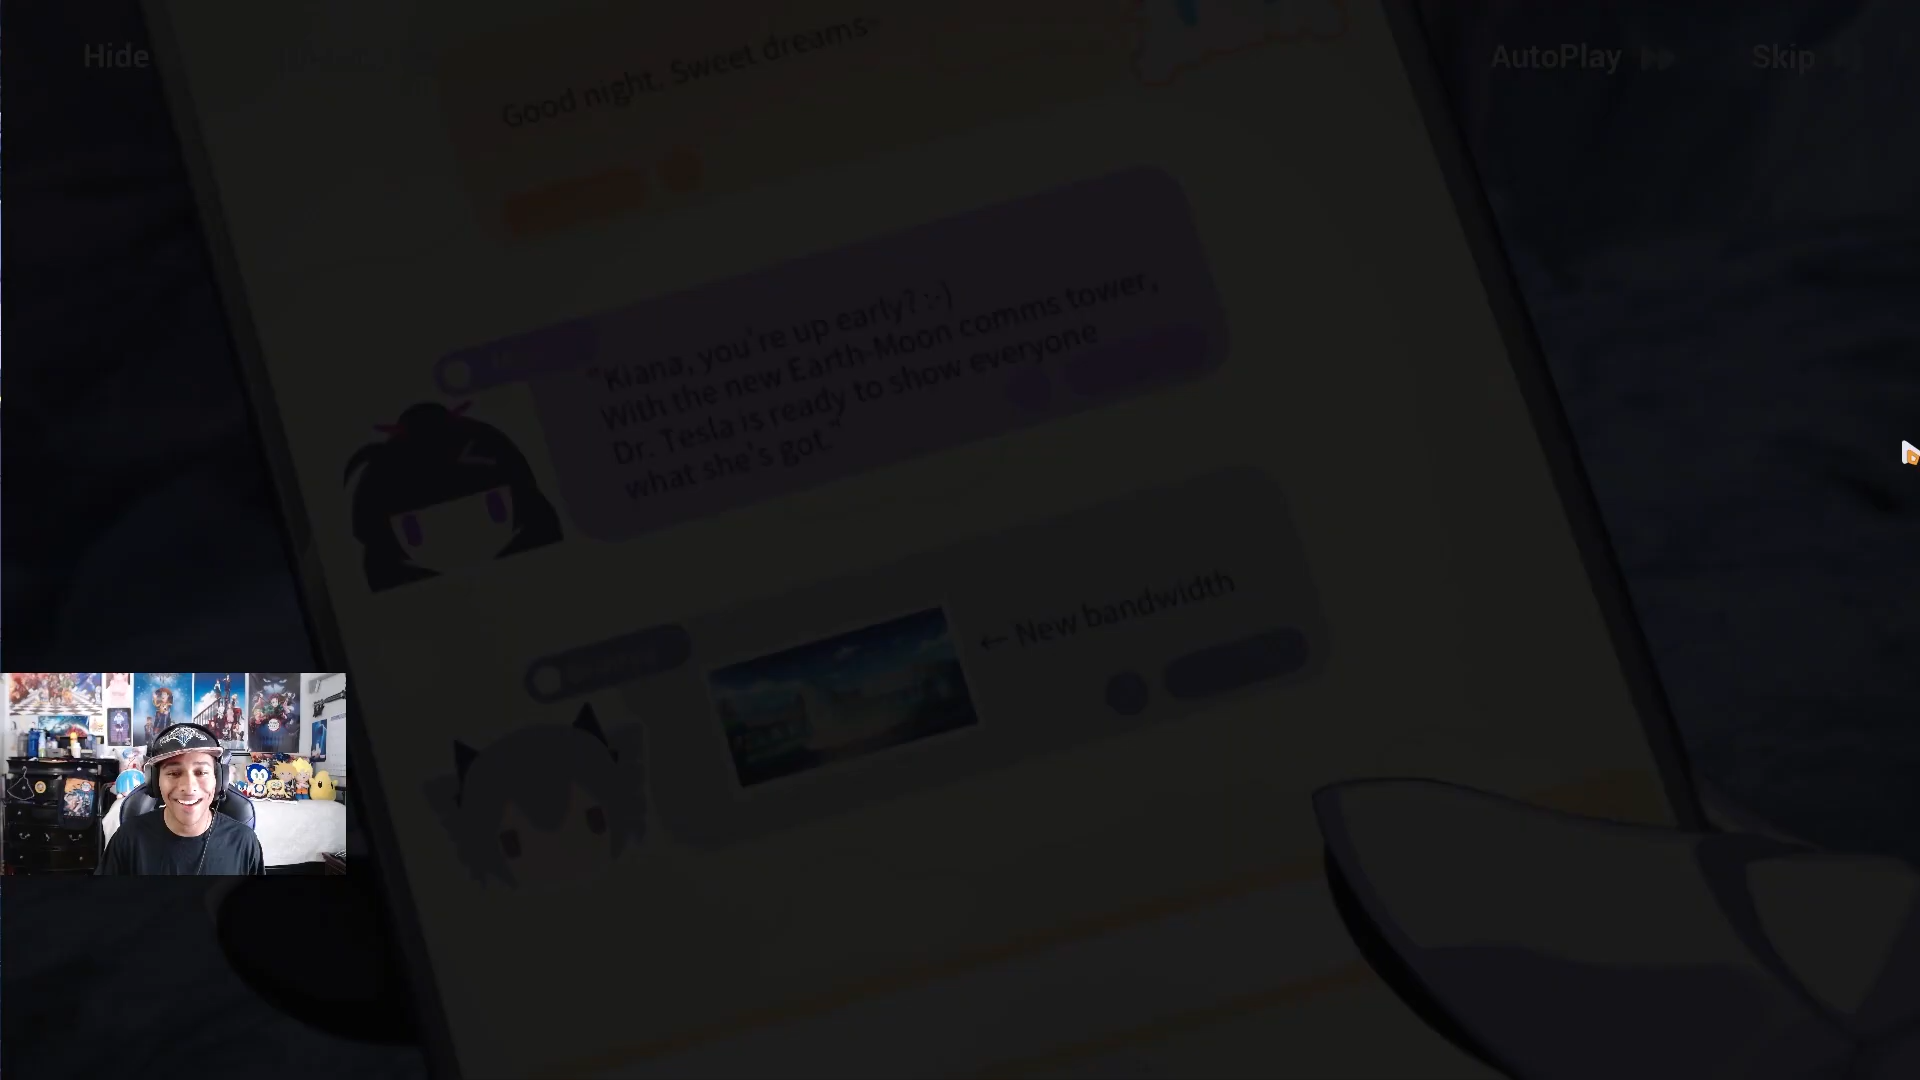 Hide
AutoPlay
Skip
Good night. Sweet dreams~
"Kiana, you're up early? :-)
With the new Earth-Moon comms tower,
Dr. Tesla is ready to show everyone
what she's got."
← New bandwidth